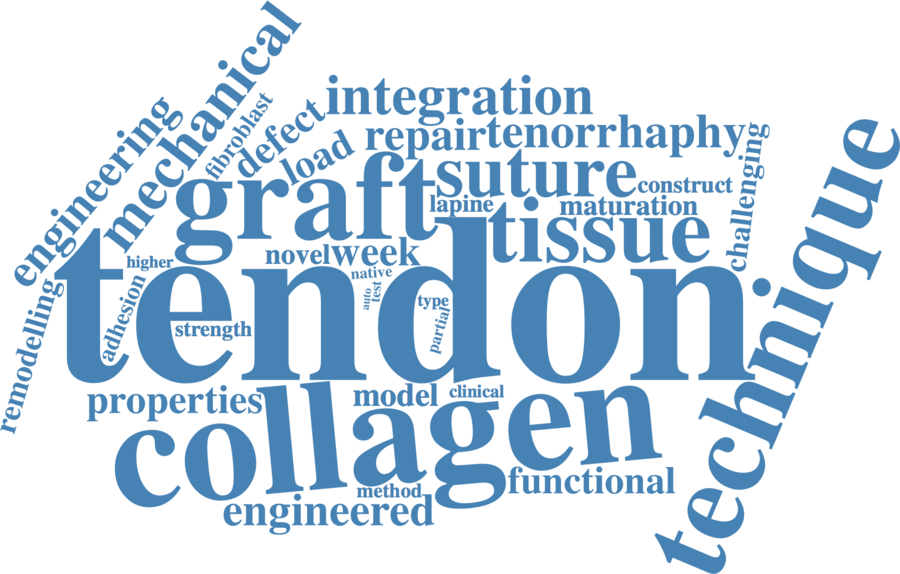 mechanical
engineering
fibroblast
defect
load
integration
repair
tenorrhaphy
graft
suture
construct
challenging
lapine
maturation
tissue
technique
novel
week
higher
native
auto
test
tendon
type
partial
strength
adhesion
remodelling
properties
model
clinical
collagen
functional
method
engineered